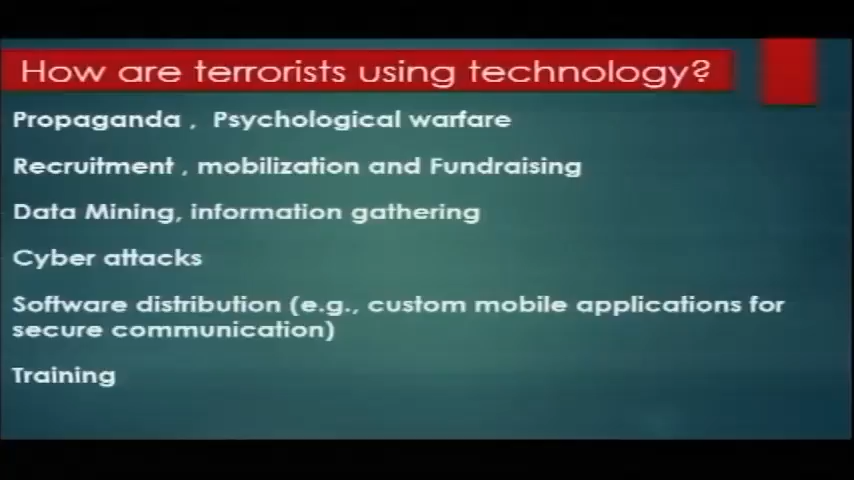 How are terrorists using technology?
Propaganda , Psychological warfare
Recruitment , mobilization and Fundraising
Data Mining, information gathering
Cyber attacks
Software distribution (e.g., custom mobile applications for
secure communication)
Training